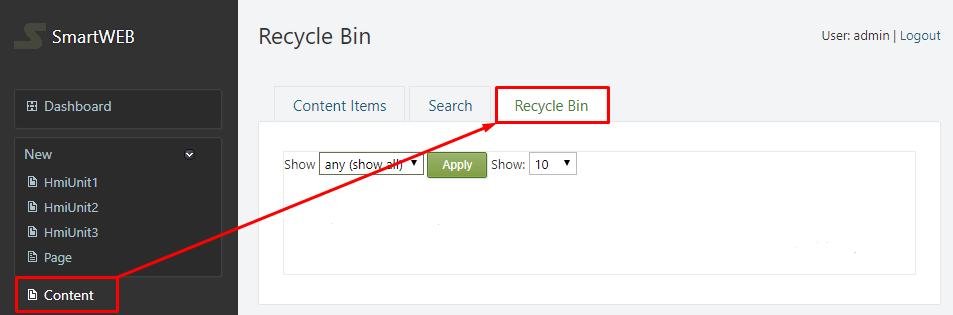 SmartWEB
Dashboard
New
HmiUnit1
HmiUnit2
HmiUnit3
Page
Content
Recycle Bin
User: admin | Logout
Content Items
Search
Recycle Bin
Show any (show all) Apply Show: 10